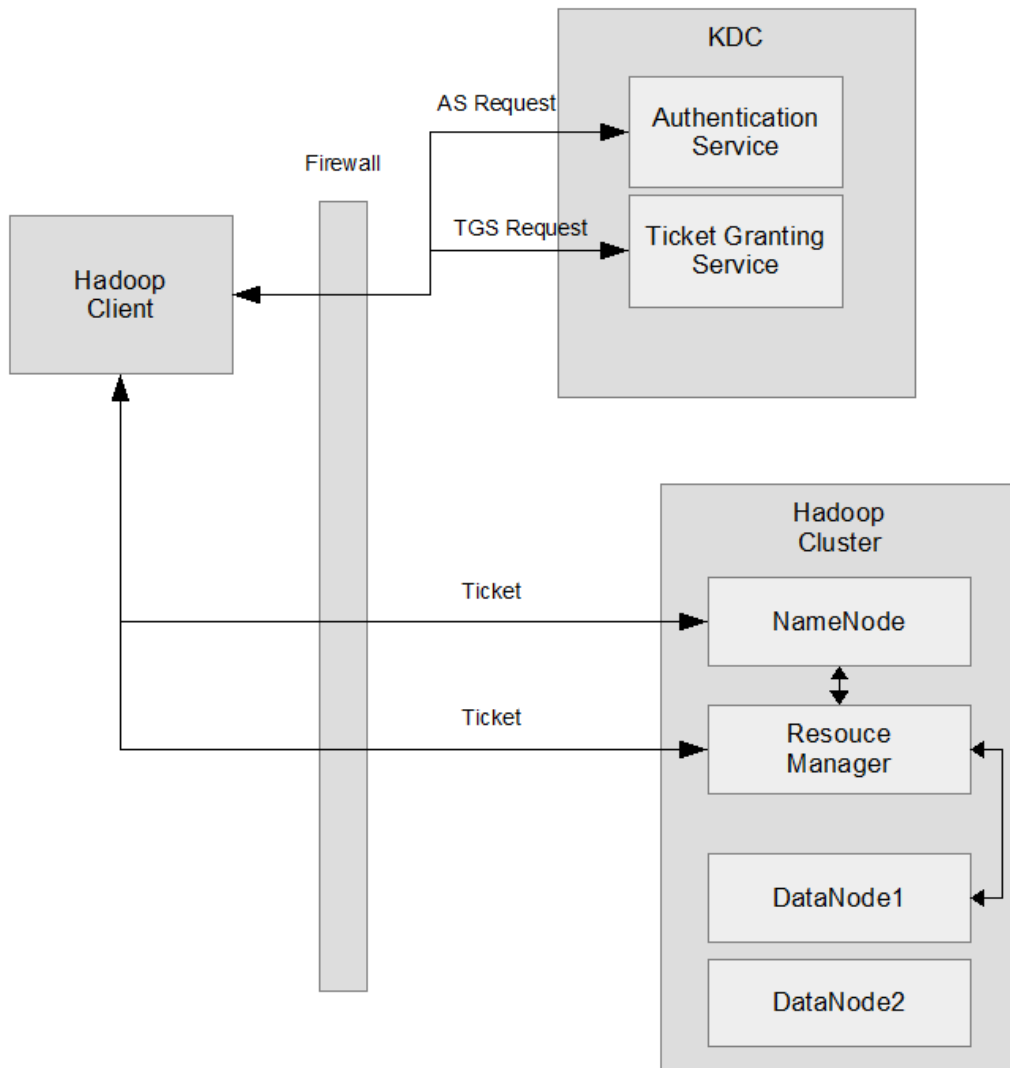 KDC
AS Request
Authentication
Service
Firewall
TGS Request
Ticket Granting
Service
Hadoop
Client
Hadoop
Cluster
Ticket
NameNode
Ticket
Resouce
Manager
DataNode1
DataNode2